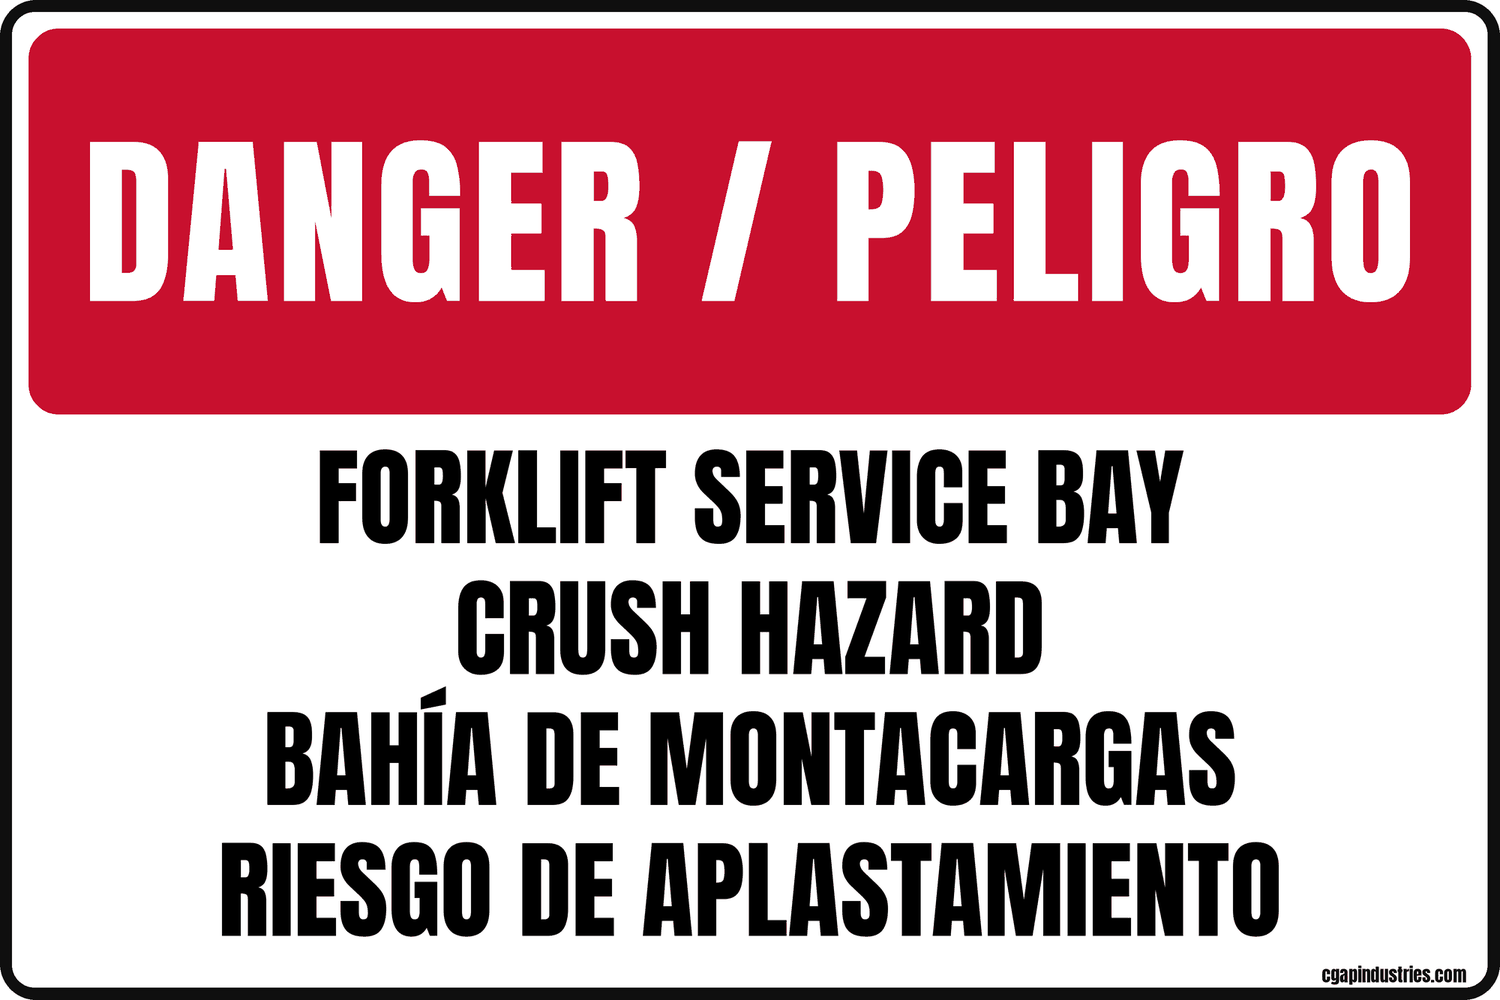 DANGER / PELIGRO
FORKLIFT SERVICE BAY
CRUSH HAZARD
BAHÍA DE MONTACARGAS
RIESGO DE APLASTAMIENTO
cgapindustries.com